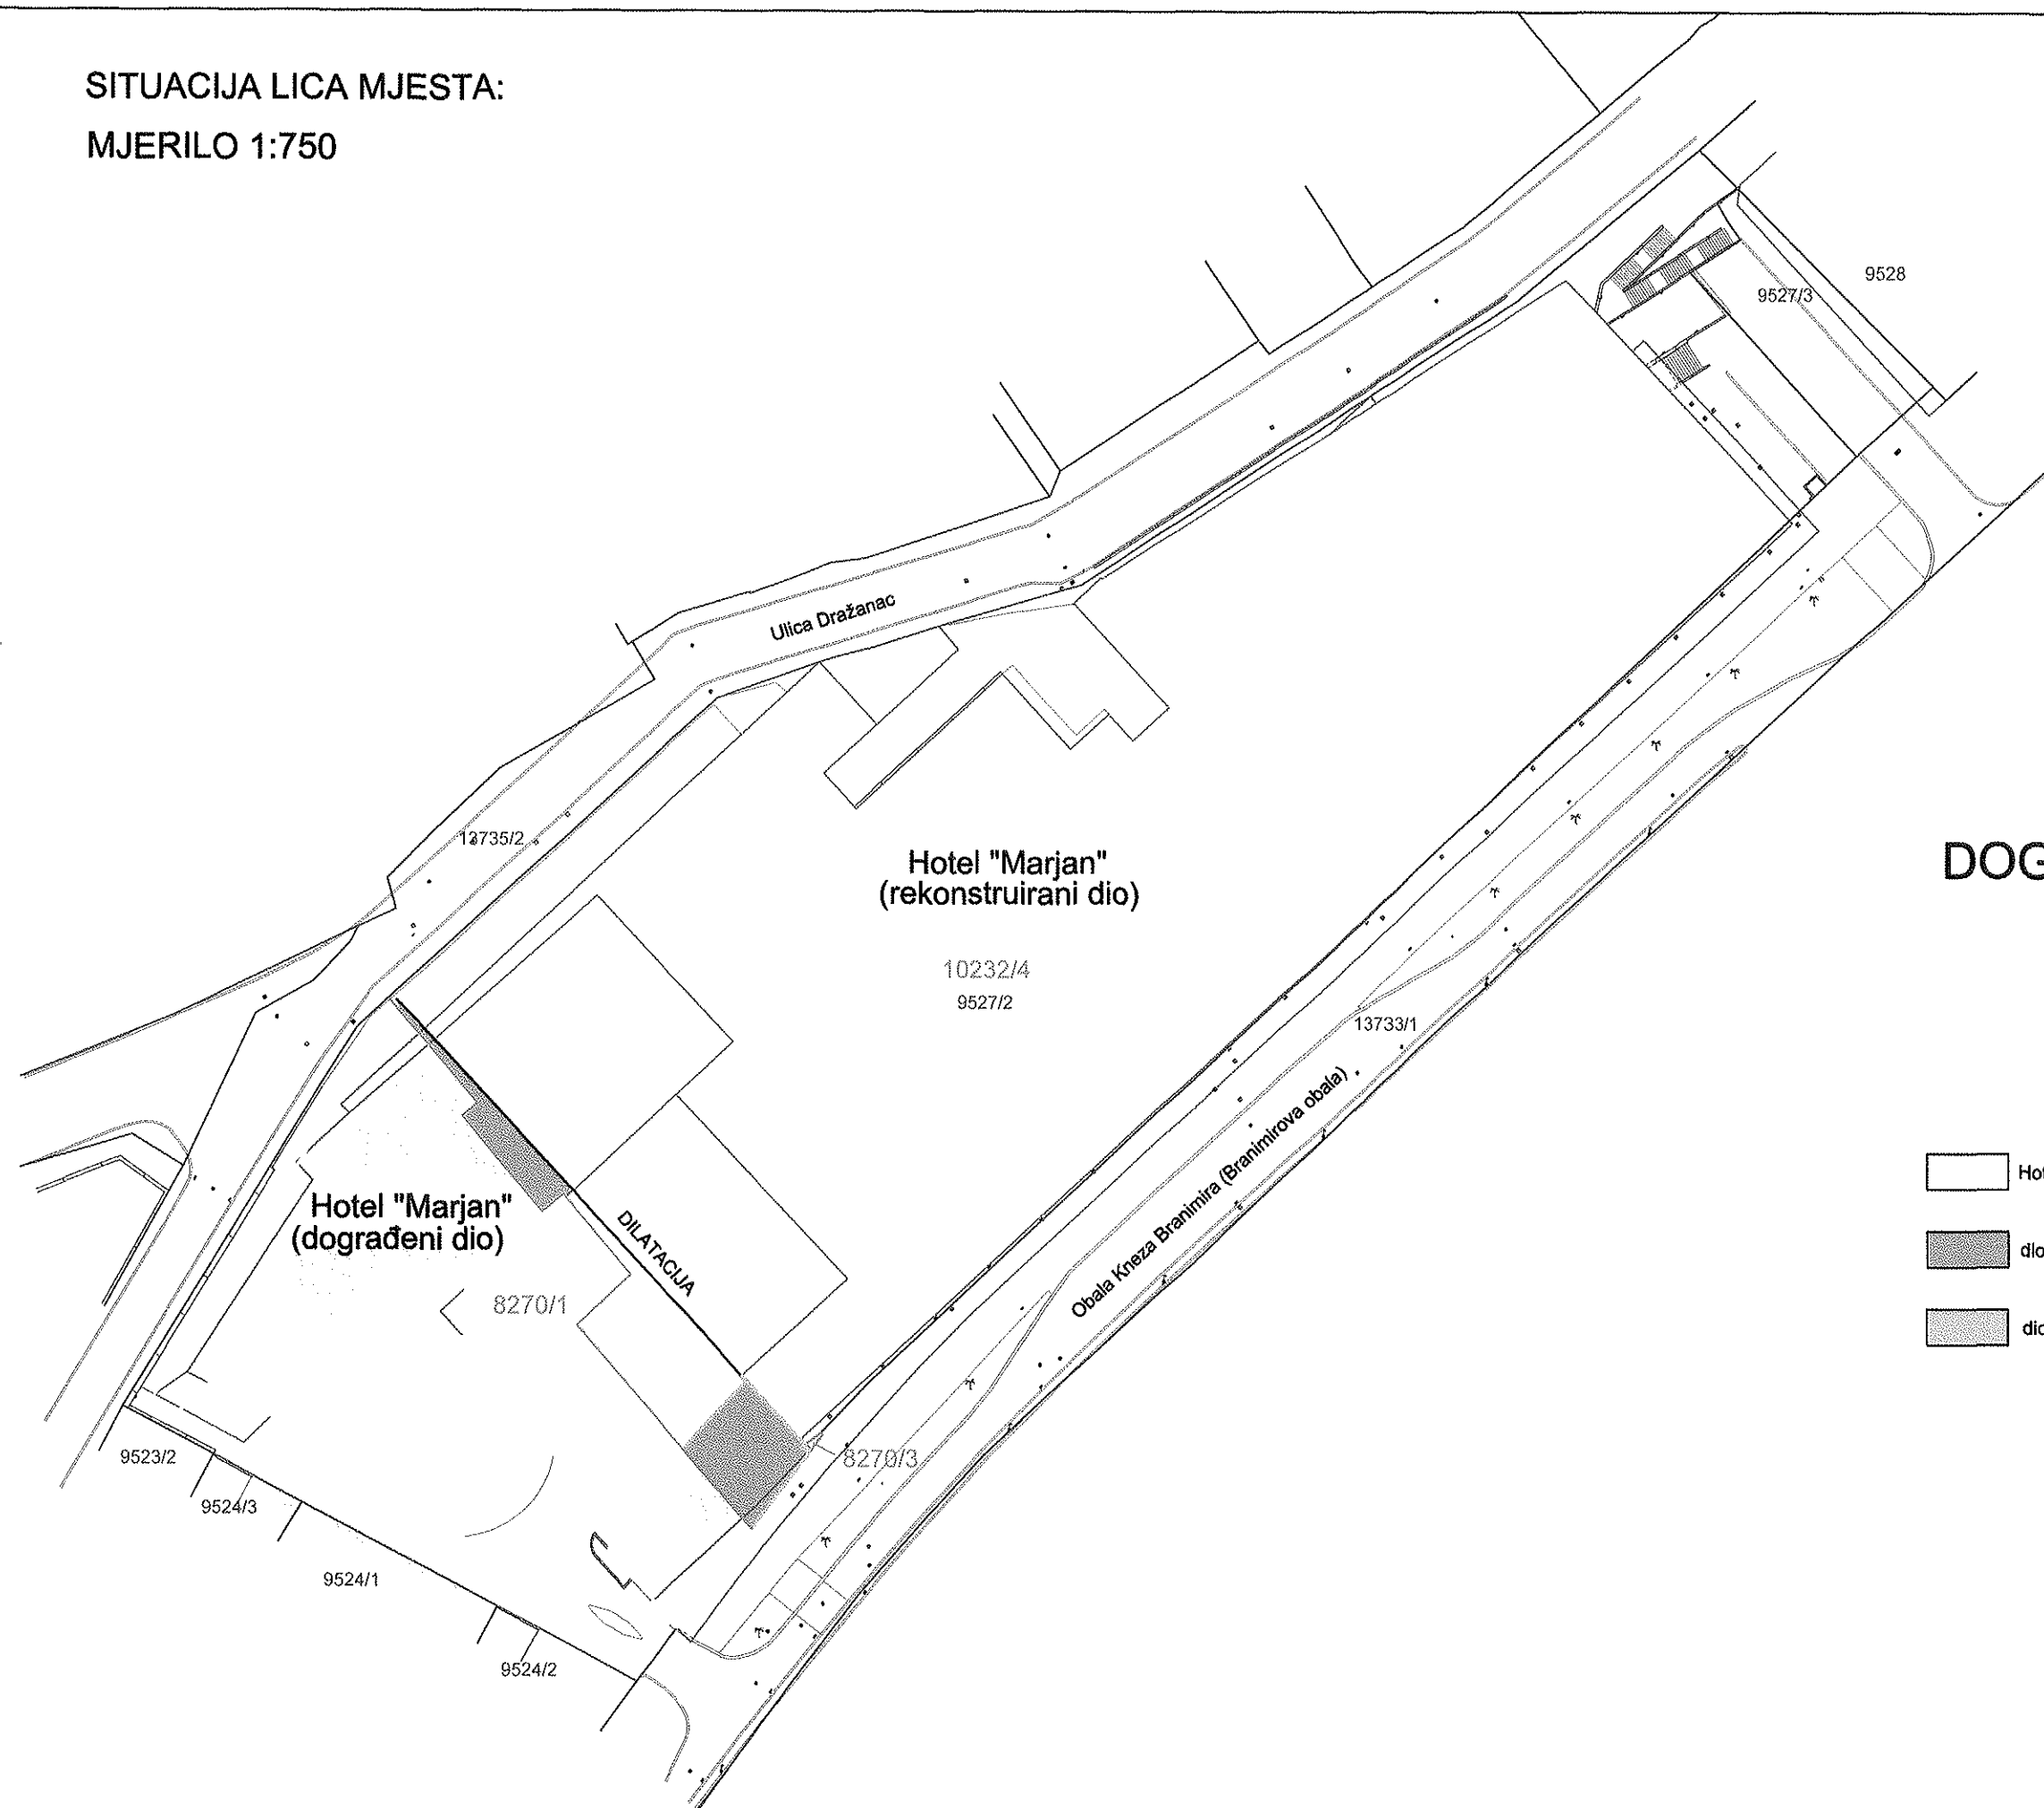 SITUACIJA LICA MJESTA:
MJERILO 1:750
9528
9527/3
Ulica Dražanac
13735/2
Hotel "Marjan"
(rekonstruirani dio)
DOG
10232/4
9527/2
13733/1
Obala Kneza Branimira (Branimirova obala)
Hotel "Marjan"
(dograđeni dio)
DILATACIJA
8270/1
8270/3
9523/2
9524/3
9524/1
9524/2